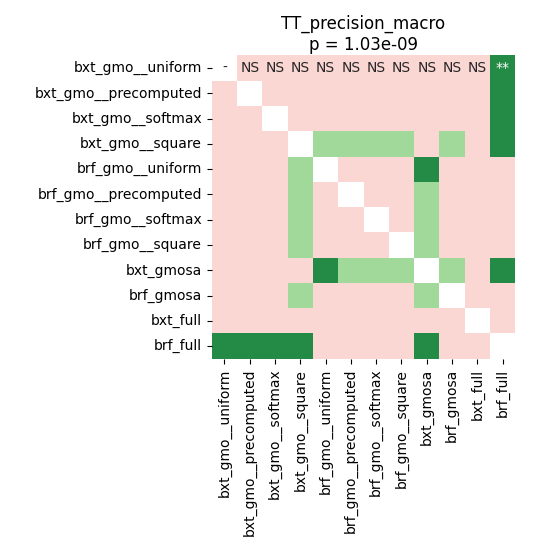 TT_precision_macro
p = 1.03e-09
bxt_gmo__uniform - NS NS NS NS NS NS NS NS NS NS **
bxt_gmo__precomputed
bxt_gmo__softmax
bxt_gmo__square
brf_gmo__uniform
brf_gmo__precomputed
brf_gmo__softmax
brf_gmo__square
bxt_gmosa
brf_gmosa
bxt_full
brf_full
bxt_gmo__uniform
bxt_gmo__precomputed
bxt_gmo__softmax
bxt_gmo__square
brf_gmo__uniform
brf_gmo__precomputed
brf_gmo__softmax
brf_gmo__square
bxt_gmosa
brf_gmosa
bxt_full
brf_full